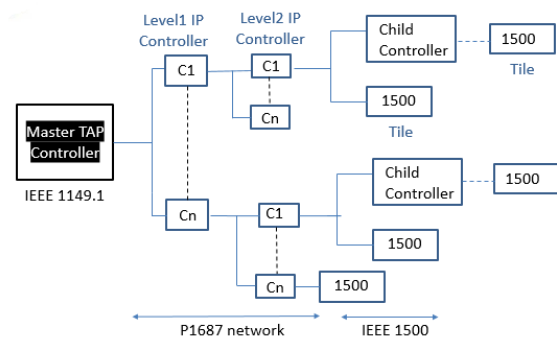 Level1 IP
Controller
Level2 IP
Controller
C1
C1
Cn
Child
Controller
1500
Tile
1500
Tile
Master TAP
Controller
IEEE 1149.1
Cn
C1
Cn
Child
Controller
1500
1500
1500
P1687 network
IEEE 1500